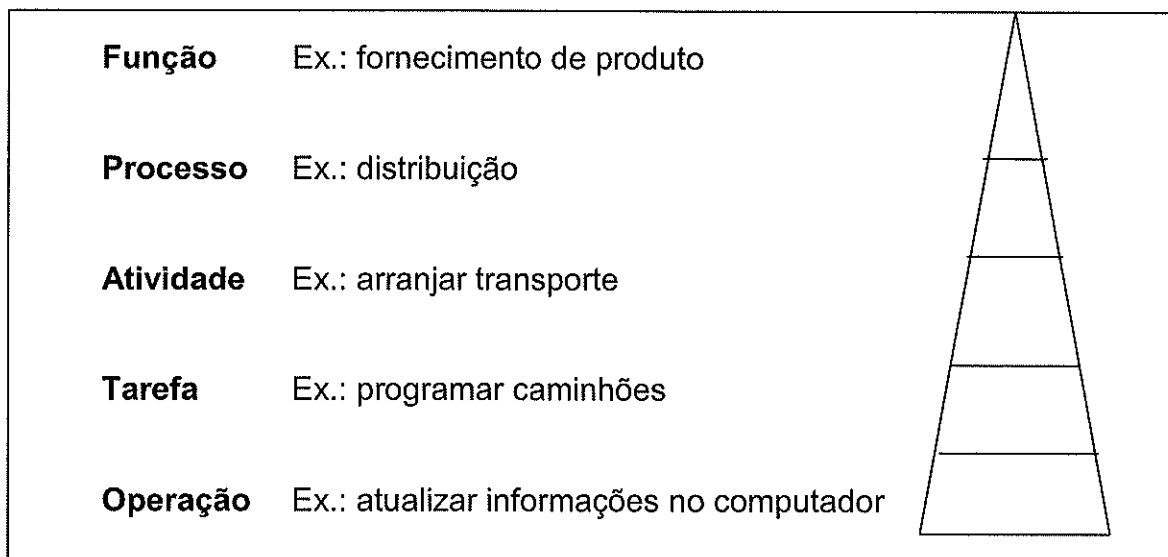 Função Ex.: fornecimento de produto
Processo Ex.: distribuição
Atividade Ex.: arranjar transporte
Tarefa Ex.: programar caminhões
Operação Ex.: atualizar informações no computador